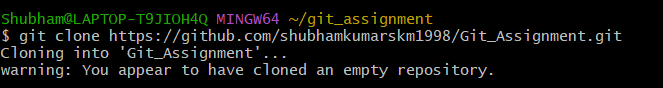 Shubham@LAPTOP-T9JIOH4Q MINGW64 ~/git_assignment
$ git clone https://github.com/shubhamkumarskm1998/Git_Assignment.git
Cloning into 'Git_Assignment'...
warning: You appear to have cloned an empty repository.